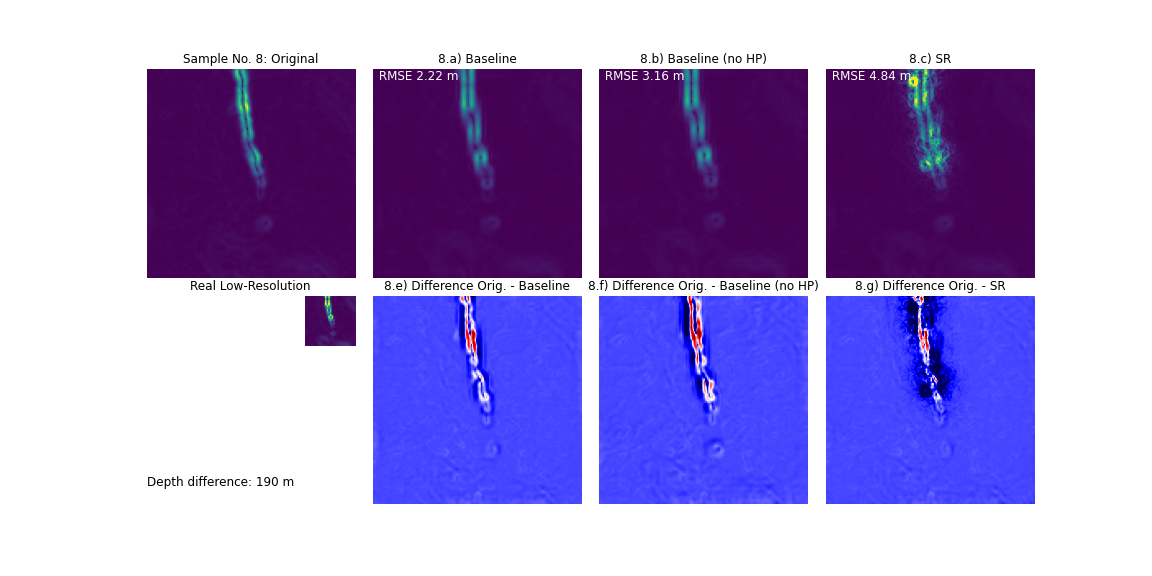 Sample No. 8: Original
8.a) Baseline
8.b) Baseline (no HP)
8.c) SR
RMSE 2.22 m
RMSE 3.16 m
RMSE 4.84 m
Real Low-Resolution
8.e) Difference Orig. - Baseline
8.f) Difference Orig. - Baseline (no HP)
8.g) Difference Orig. - SR
Depth difference: 190 m